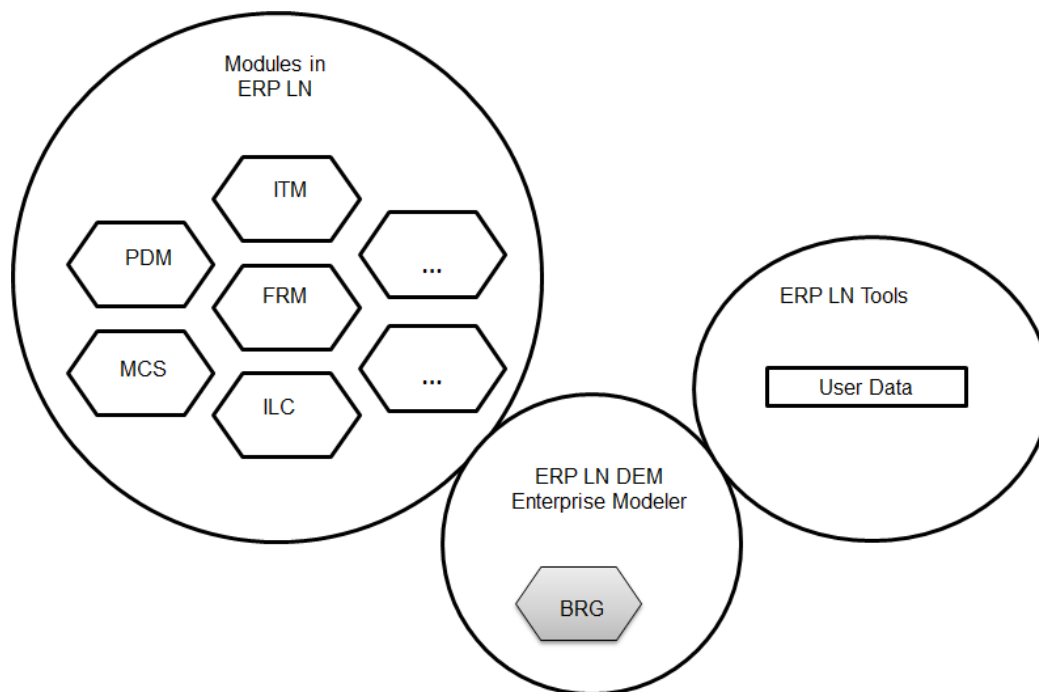 Modules in
ERP LN
ITM
PDM
...
FRM
MCS
...
ILC
ERP LN Tools
User Data
ERP LN DEM
Enterprise Modeler
BRG